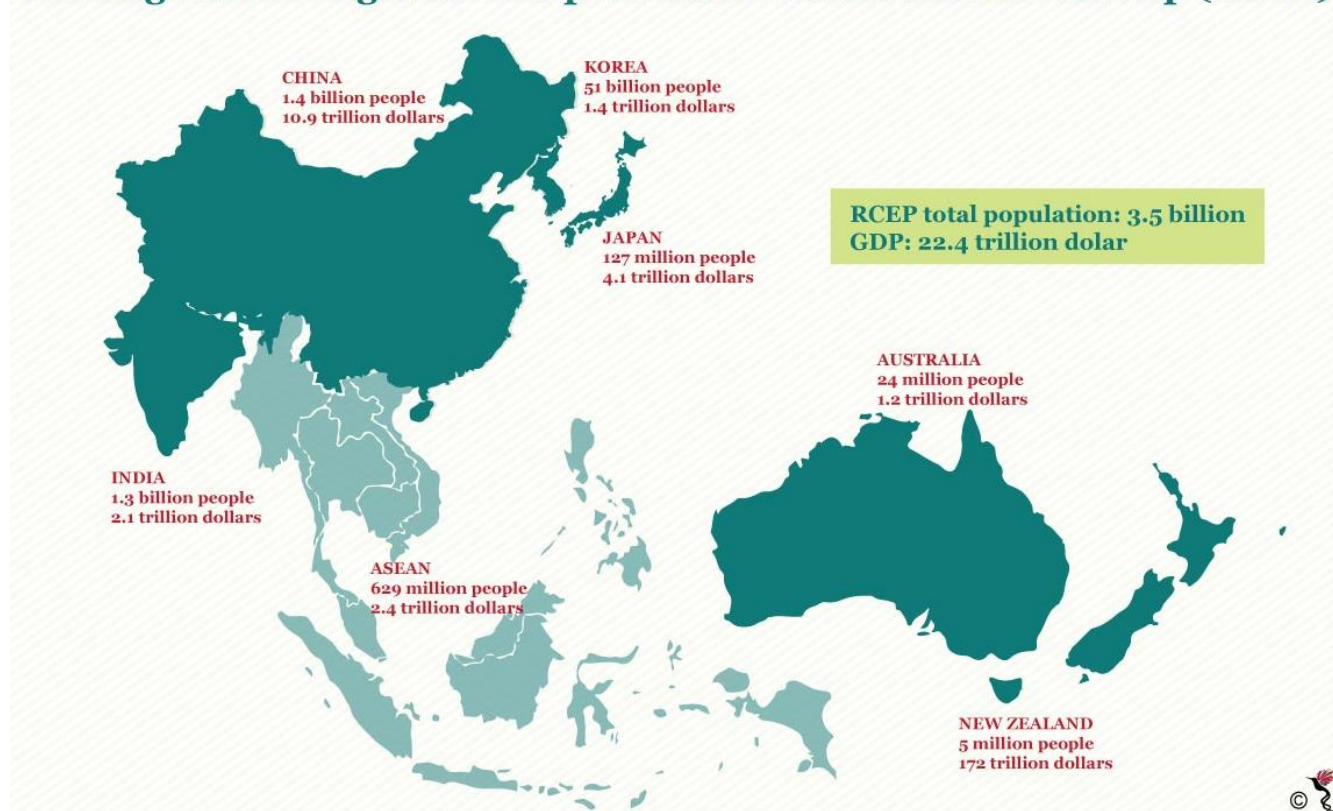 CHINA
1.4 billion people
10.9 trillion dollars
KOREA
51 billion people
1.4 trillion dollars
JAPAN
127 million people
4.1 trillion dollars
RCEP total population: 3.5 billion
GDP: 22.4 trillion dolar
AUSTRALIA
24 million people
1.2 trillion dollars
INDIA
1.3 billion people
2.1 trillion dollars
ASEAN
629 million people
2.4 trillion dollars
NEW ZEALAND
5 million people
172 trillion dollars
©